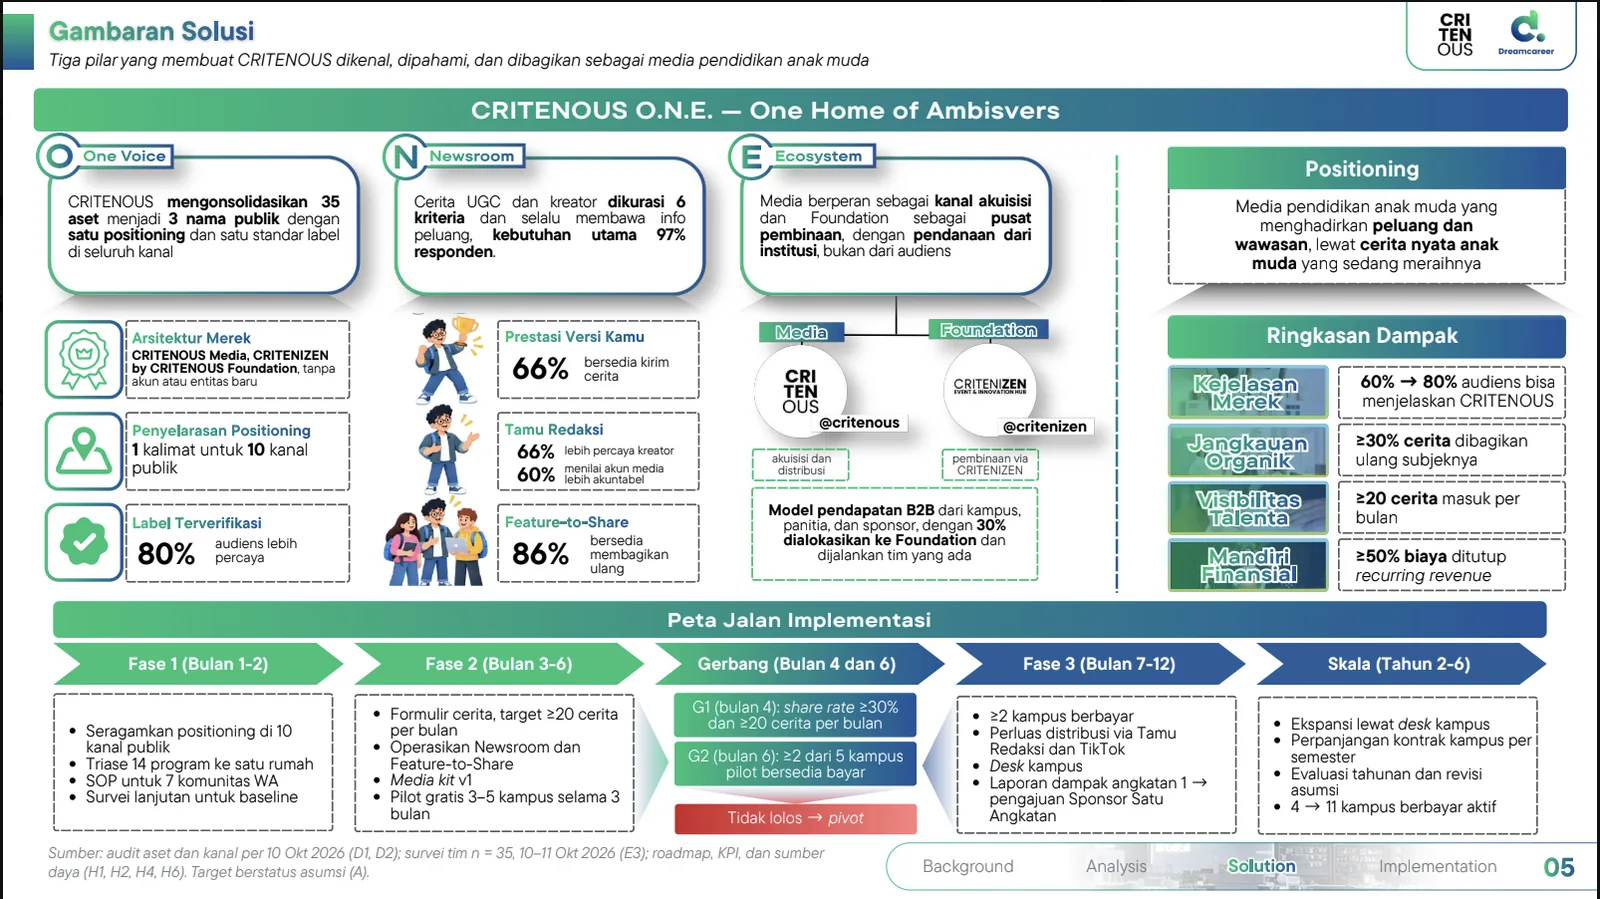 Gambaran Solusi
Tiga pilar yang membuat CRITENOUS dikenal, dipahami, dan dibagikan sebagai media pendidikan anak muda
CRI
TEN
OUS
d.
Dreamcareer
CRITENOUS O.N.E. — One Home of Ambisvers
O
One Voice
CRITENOUS mengonsolidasikan 35
aset menjadi 3 nama publik dengan
satu positioning dan satu standar label
di seluruh kanal
Arsitektur Merek
CRITENOUS Media, CRITENIZEN
by CRITENOUS Foundation, tanpa
akun atau entitas baru
Penyelarasan Positioning
1 kalimat untuk 10 kanal
publik
Label Terverifikasi
80%
audiens lebih
percaya
N
Newsroom
Cerita UGC dan kreator dikurasi 6
kriteria dan selalu membawa info
peluang, kebutuhan utama 97%
responden.
Prestasi Versi Kamu
66%
bersedia kirim
cerita
Tamu Redaksi
66% lebih percaya kreator
60%
menilai akun media
lebih akuntabel
Feature-to-Share
86%
bersedia
membagikan
ulang
E
Ecosystem
Media berperan sebagai kanal akuisisi
dan Foundation sebagai pusat
pembinaan, dengan pendanaan dari
institusi, bukan dari audiens
Media
CRI
TEN
OUS
@critenous
akuisisi dan
distribusi
Foundation
CRITENIZEN
EVENT & INNOVATION HUB
@critenizen
pembinaan via
CRITENIZEN
Model pendapatan B2B dari kampus,
panitia, dan sponsor, dengan 30%
dialokasikan ke Foundation dan
dijalankan tim yang ada
Positioning
Media pendidikan anak muda yang
menghadirkan peluang dan
wawasan, lewat cerita nyata anak
muda yang sedang meraihnya
Ringkasan Dampak
Kejelasan
Merek
60% → 80% audiens bisa
menjelaskan CRITENOUS
Jangkauan
Organik
≥30% cerita dibagikan
ulang subjeknya
Visibilitas
Talenta
≥20 cerita masuk per
bulan
Mandiri
Finansial
≥50% biaya ditutup
recurring revenue
Peta Jalan Implementasi
Fase 1 (Bulan 1-2)
• Seragamkan positioning di 10
kanal publik
• Triase 14 program ke satu rumah
• SOP untuk 7 komunitas WA
• Survei lanjutan untuk baseline
Fase 2 (Bulan 3-6)
• Formulir cerita, target ≥20 cerita
per bulan
• Operasikan Newsroom dan
Feature-to-Share
• Media kit v1
• Pilot gratis 3–5 kampus selama 3
bulan
Gerbang (Bulan 4 dan 6)
G1 (bulan 4): share rate ≥30%
dan ≥20 cerita per bulan
G2 (bulan 6): ≥2 dari 5 kampus
pilot bersedia bayar
Tidak lolos → pivot
Fase 3 (Bulan 7-12)
• ≥2 kampus berbayar
• Perluas distribusi via Tamu
Redaksi dan TikTok
• Desk kampus
• Laporan dampak angkatan 1 →
pengajuan Sponsor Satu
Angkatan
Skala (Tahun 2-6)
• Ekspansi lewat desk kampus
• Perpanjangan kontrak kampus per
semester
• Evaluasi tahunan dan revisi
asumsi
• 4 → 11 kampus berbayar aktif
Sumber: audit aset dan kanal per 10 Okt 2026 (D1, D2); survei tim n = 35, 10–11 Okt 2026 (E3); roadmap, KPI, dan sumber
daya (H1, H2, H4, H6). Target berstatus asumsi (A).
Background Analysis Solution Implementation 05